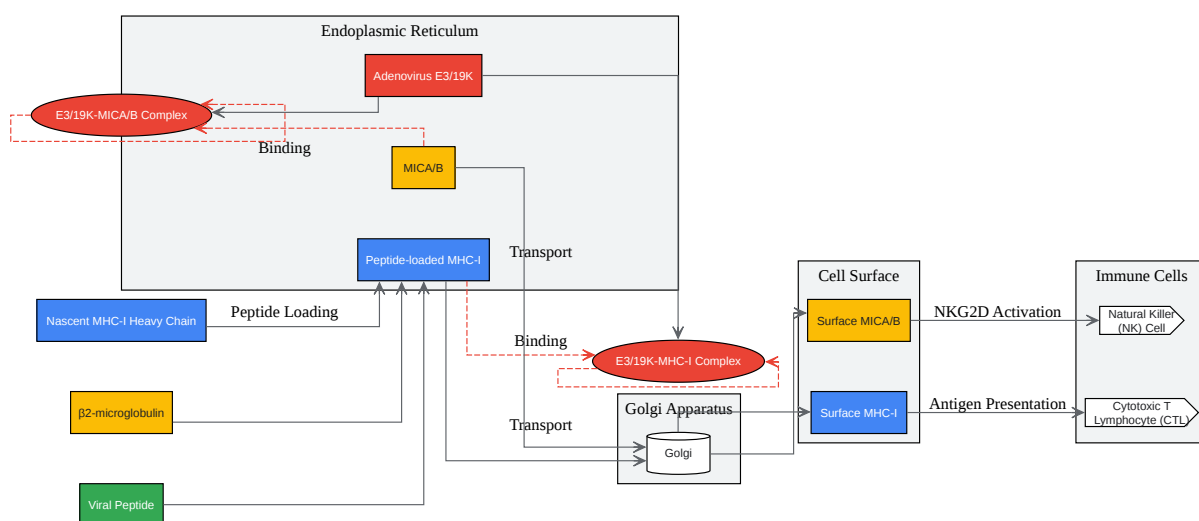 Endoplasmic Reticulum
Adenovirus E3/19K
E3/19K-MICA/B Complex
Binding
MICA/B
Peptide-loaded MHC-I
Transport
Cell Surface
Immune Cells
Nascent MHC-I Heavy Chain
Peptide Loading
Surface MICA/B
NKG2D Activation
Natural Killer
(NK) Cell
Binding
E3/19K-MHC-I Complex
β2-microglobulin
Transport
Golgi Apparatus
Golgi
Surface MHC-I
Antigen Presentation
Cytotoxic T
Lymphocyte (CTL)
Viral Peptide